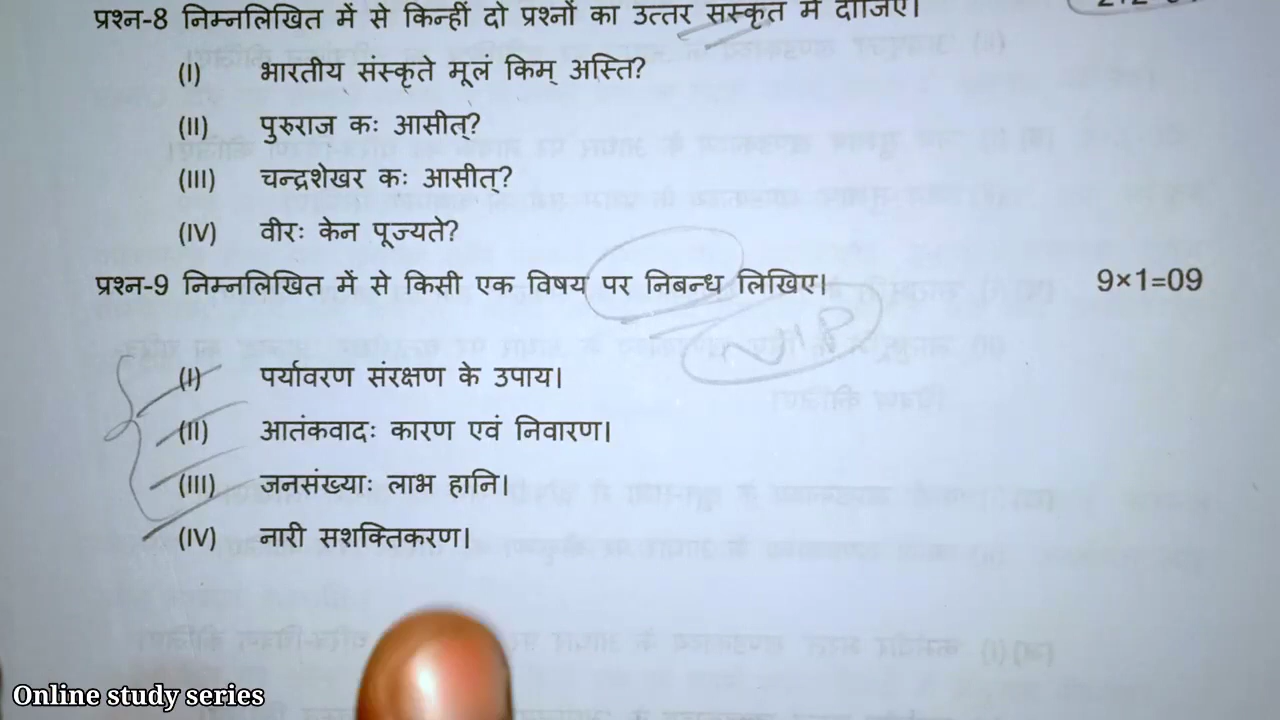 प्रश्न-8 निम्नलिखित में से किन्हीं दो प्रश्नों का उत्तर संस्कृत में दीजिए।
(I) भारतीय संस्कृते मूलं किम् अस्ति?
(II) पुरुराज कः आसीत्?
(III) चन्द्रशेखर कः आसीत्?
(IV) वीरः केन पूज्यते?
प्रश्न-9 निम्नलिखित में से किसी एक विषय पर निबन्ध लिखिए। 9×1=09
(I) पर्यावरण संरक्षण के उपाय।
(II) आतंकवादः कारण एवं निवारण।
(III) जनसंख्याः लाभ हानि।
(IV) नारी सशक्तिकरण।
Online study series